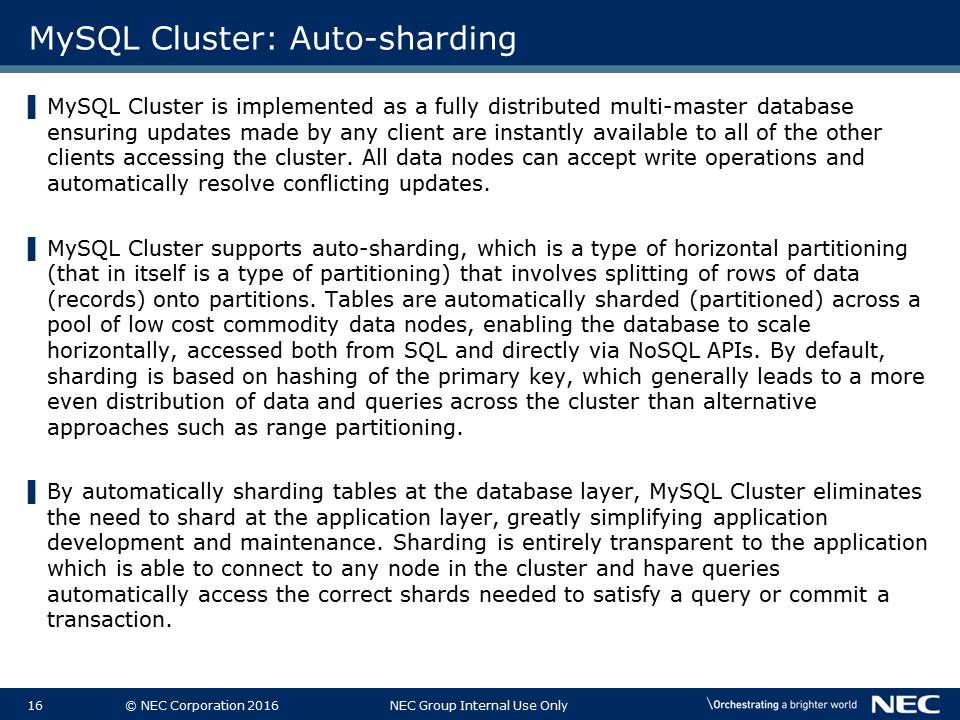 MySQL Cluster: Auto-sharding
MySQL Cluster is implemented as a fully distributed multi-master database
ensuring updates made by any client are instantly available to all of the other
clients accessing the cluster. All data nodes can accept write operations and
automatically resolve conflicting updates.
MySQL Cluster supports auto-sharding, which is a type of horizontal partitioning
(that in itself is a type of partitioning) that involves splitting of rows of data
(records) onto partitions. Tables are automatically sharded (partitioned) across a
pool of low cost commodity data nodes, enabling the database to scale
horizontally, accessed both from SQL and directly via NoSQL APIs. By default,
sharding is based on hashing of the primary key, which generally leads to a more
even distribution of data and queries across the cluster than alternative
approaches such as range partitioning.
By automatically sharding tables at the database layer, MySQL Cluster eliminates
the need to shard at the application layer, greatly simplifying application
development and maintenance. Sharding is entirely transparent to the application
which is able to connect to any node in the cluster and have queries
automatically access the correct shards needed to satisfy a query or commit a
transaction.
16 © NEC Corporation 2016 NEC Group Internal Use Only \Orchestrating a brighter world NEC